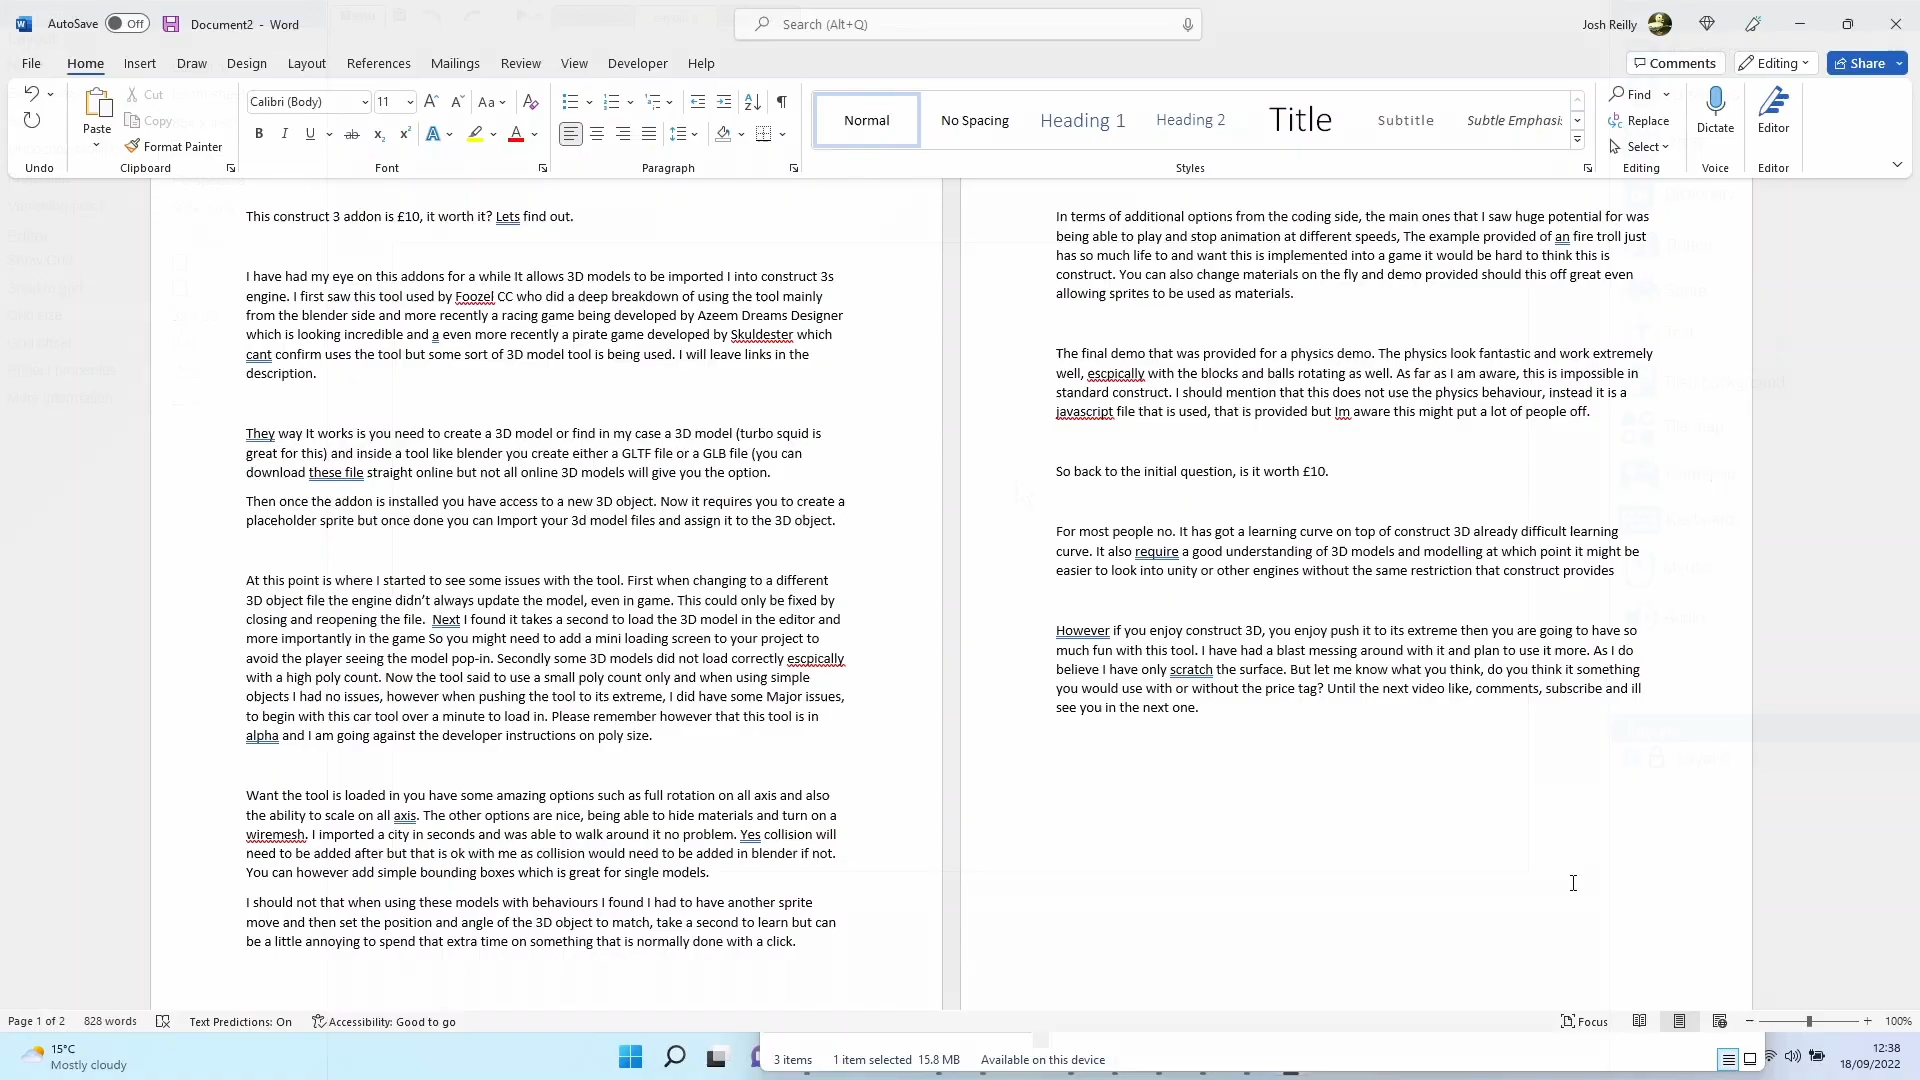 AutoSave Off Document2 - Word Search (Alt+Q) Josh Reilly
File Home Insert Draw Design Layout References Mailings Review View Developer Help Comments Editing Share
Cut
Copy
Paste
Format Painter
Calibri (Body) 11
Normal No Spacing Heading 1 Heading 2 Title Subtitle Subtle Emphasis
Find
Replace
Select
Dictate Editor
Undo Clipboard Font Paragraph Styles Editing Voice Editor
This construct 3 addon is £10, it worth it? Lets find out.
I have had my eye on this addons for a while It allows 3D models to be imported I into construct 3s
engine. I first saw this tool used by Foozel CC who did a deep breakdown of using the tool mainly
from the blender side and more recently a racing game being developed by Azeem Dreams Designer
which is looking incredible and a even more recently a pirate game developed by Skuldester which
cant confirm uses the tool but some sort of 3D model tool is being used. I will leave links in the
description.
They way It works is you need to create a 3D model or find in my case a 3D model (turbo squid is
great for this) and inside a tool like blender you create either a GLTF file or a GLB file (you can
download these file straight online but not all online 3D models will give you the option.
Then once the addon is installed you have access to a new 3D object. Now it requires you to create a
placeholder sprite but once done you can Import your 3d model files and assign it to the 3D object.
At this point is where I started to see some issues with the tool. First when changing to a different
3D object file the engine didn’t always update the model, even in game. This could only be fixed by
closing and reopening the file.  Next I found it takes a second to load the 3D model in the editor and
more importantly in the game So you might need to add a mini loading screen to your project to
avoid the player seeing the model pop-in. Secondly some 3D models did not load correctly escpically
with a high poly count. Now the tool said to use a small poly count only and when using simple
objects I had no issues, however when pushing the tool to its extreme, I did have some Major issues,
to begin with this car tool over a minute to load in. Please remember however that this tool is in
alpha and I am going against the developer instructions on poly size.
Want the tool is loaded in you have some amazing options such as full rotation on all axis and also
the ability to scale on all axis. The other options are nice, being able to hide materials and turn on a
wiremesh. I imported a city in seconds and was able to walk around it no problem. Yes collision will
need to be added after but that is ok with me as collision would need to be added in blender if not.
You can however add simple bounding boxes which is great for single models.
I should not that when using these models with behaviours I found I had to have another sprite
move and then set the position and angle of the 3D object to match, take a second to learn but can
be a little annoying to spend that extra time on something that is normally done with a click.
In terms of additional options from the coding side, the main ones that I saw huge potential for was
being able to play and stop animation at different speeds, The example provided of an fire troll just
has so much life to and want this is implemented into a game it would be hard to think this is
construct. You can also change materials on the fly and demo provided should this off great even
allowing sprites to be used as materials.
The final demo that was provided for a physics demo. The physics look fantastic and work extremely
well, escpically with the blocks and balls rotating as well. As far as I am aware, this is impossible in
standard construct. I should mention that this does not use the physics behaviour, instead it is a
javascript file that is used, that is provided but Im aware this might put a lot of people off.
So back to the initial question, is it worth £10.
For most people no. It has got a learning curve on top of construct 3D already difficult learning
curve. It also require a good understanding of 3D models and modelling at which point it might be
easier to look into unity or other engines without the same restriction that construct provides
However if you enjoy construct 3D, you enjoy push it to its extreme then you are going to have so
much fun with this tool. I have had a blast messing around with it and plan to use it more. As I do
believe I have only scratch the surface. But let me know what you think, do you think it something
you would use with or without the price tag? Until the next video like, comments, subscribe and ill
see you in the next one.
Page 1 of 2 828 words Text Predictions: On Accessibility: Good to go Focus 100%
15°C
Mostly cloudy
3 items 1 item selected 15.8 MB Available on this device
12:38
18/09/2022